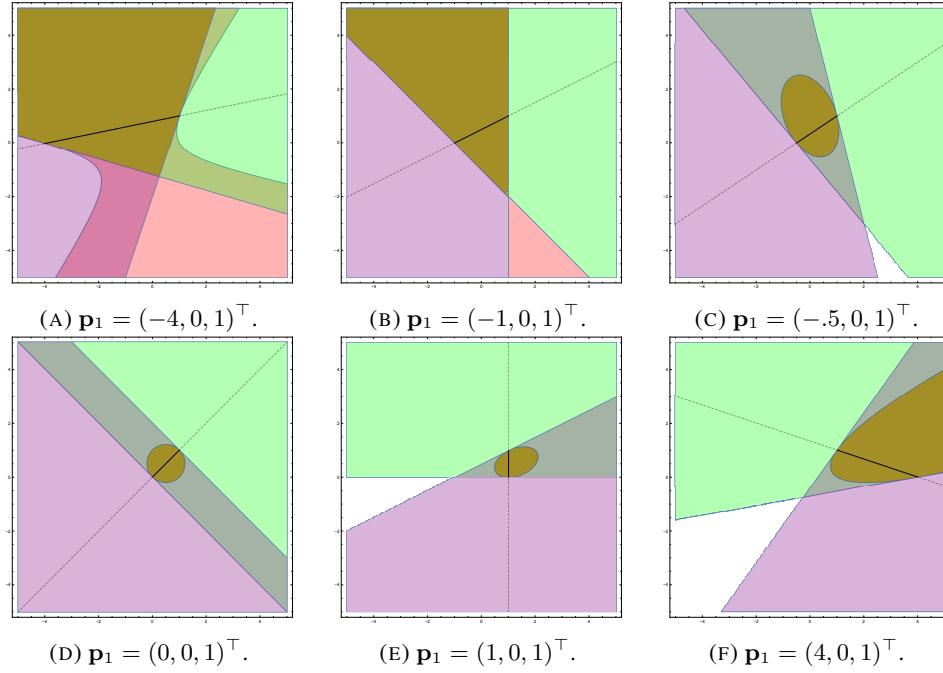 (A) p₁ = (−4, 0, 1)^⊤.
(B) p₁ = (−1, 0, 1)^⊤.
(C) p₁ = (−.5, 0, 1)^⊤.
(D) p₁ = (0, 0, 1)^⊤.
(E) p₁ = (1, 0, 1)^⊤.
(F) p₁ = (4, 0, 1)^⊤.